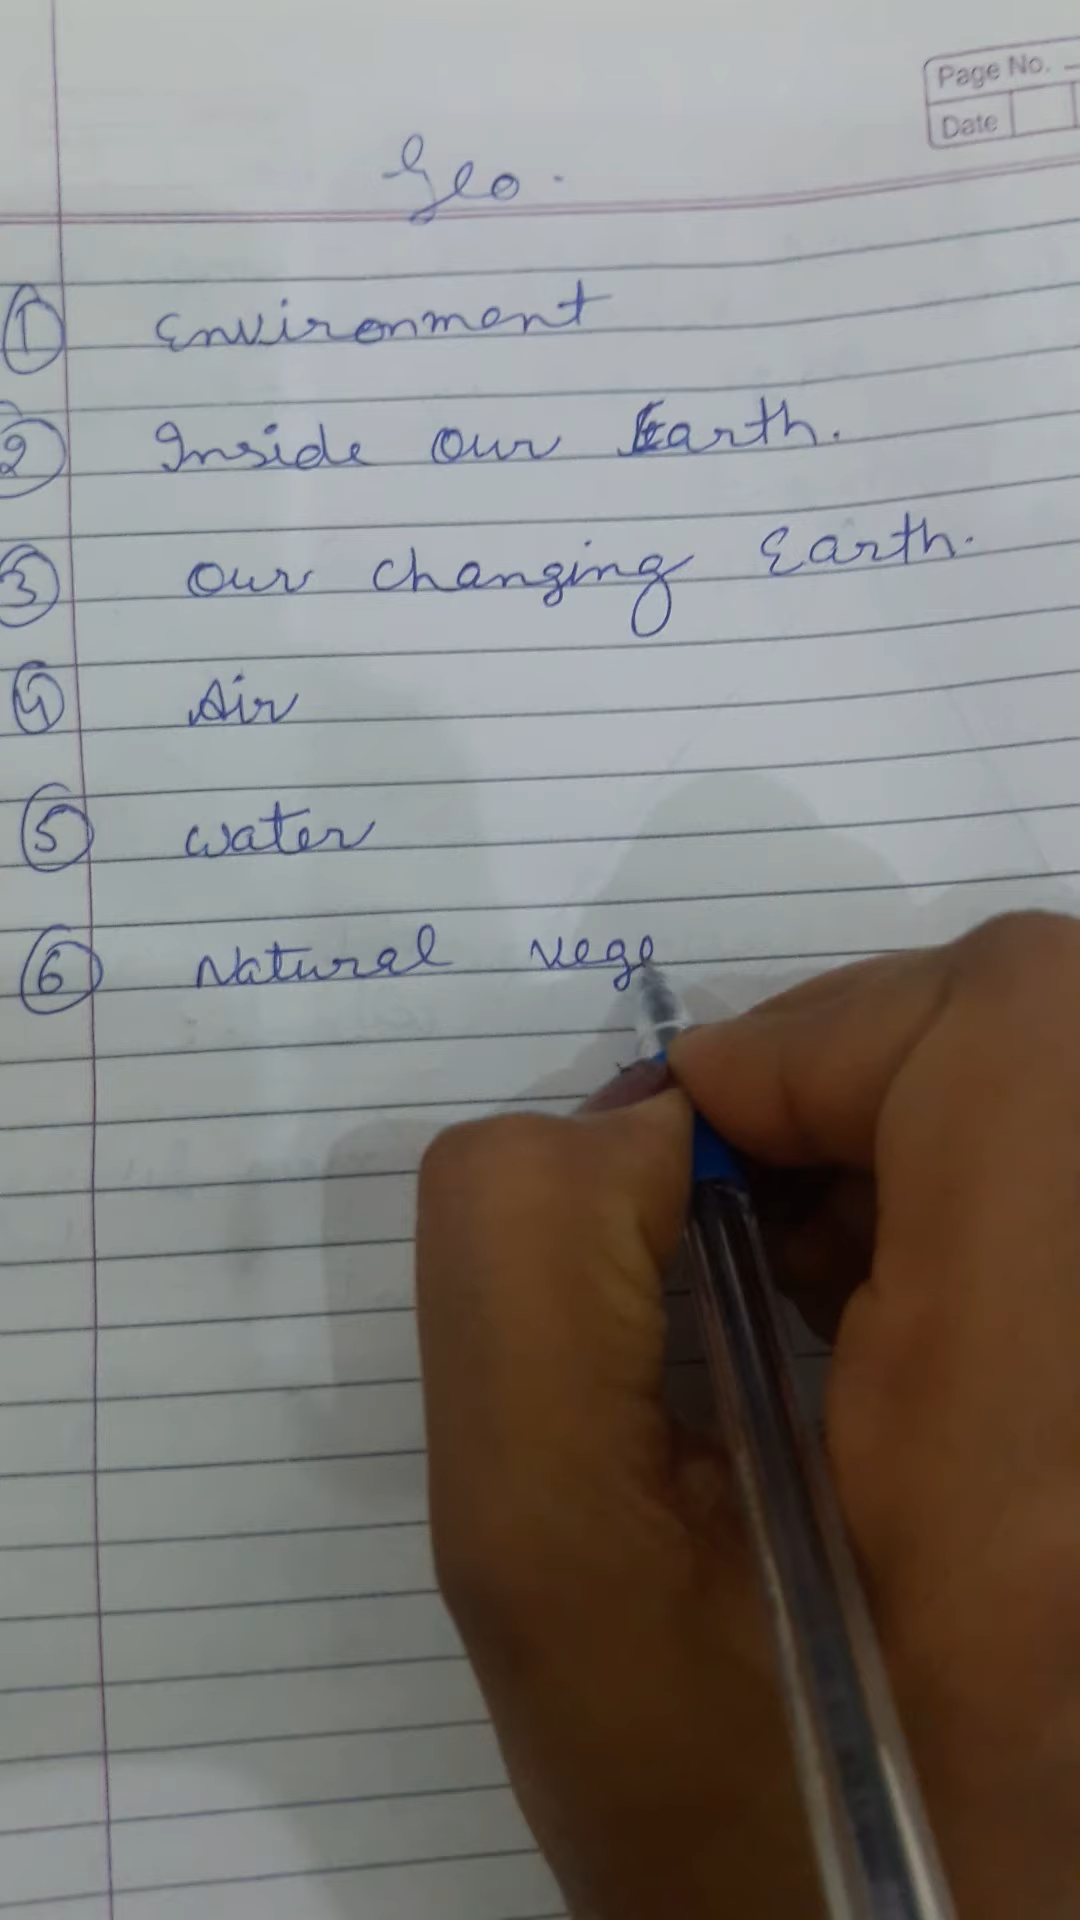 Page No.
Date
Geo.
① Environment
② Inside our Earth.
③ our changing Earth.
④ Air
⑤ water
⑥ Natural vege